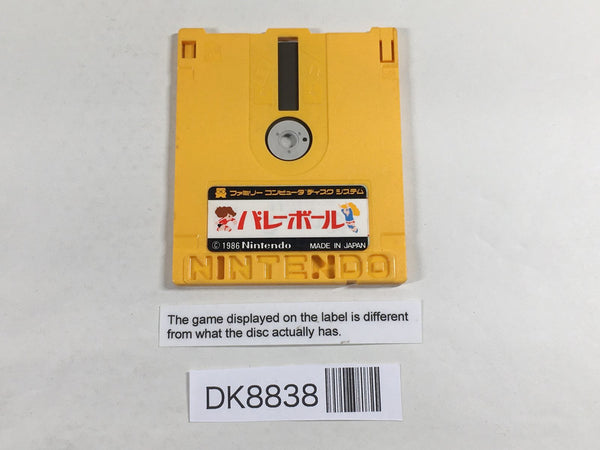 ファミリー コンピュータ ディスク システム
バレーボール
© 1986 Nintendo MADE IN JAPAN
NINTENDO
The game displayed on the label is different
from what the disc actually has.
DK8838